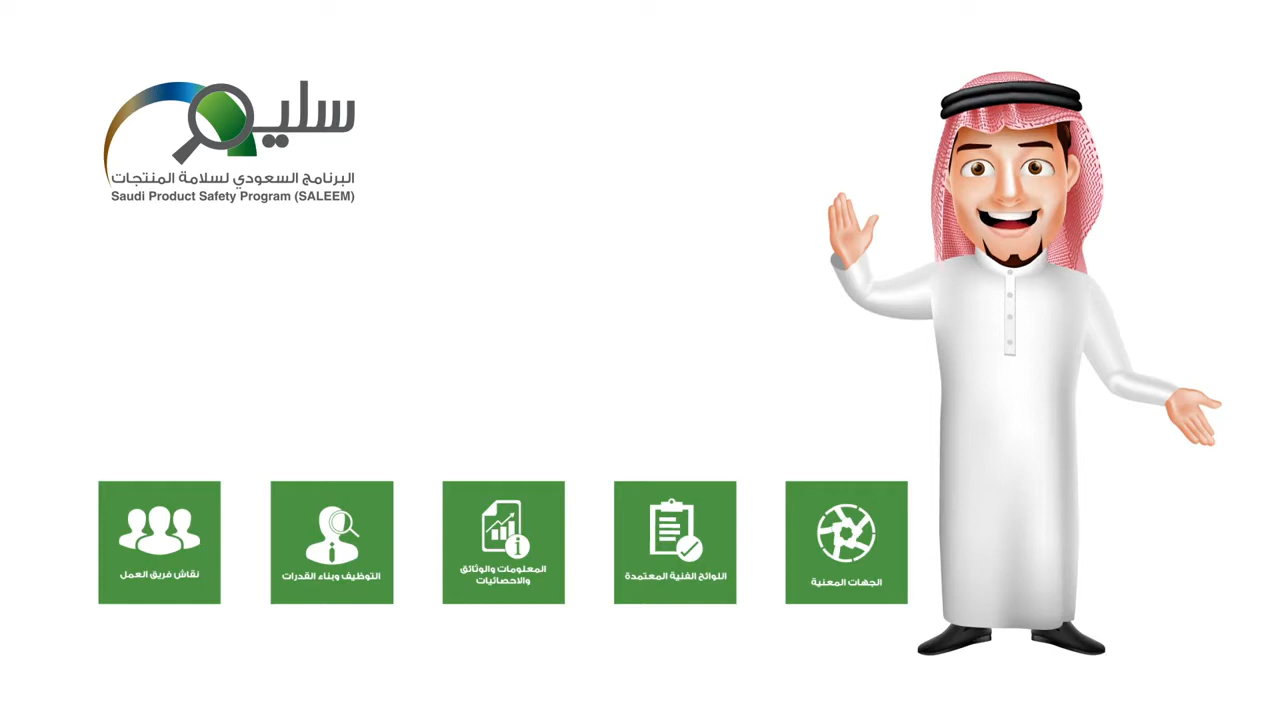 سليم
البرنامج السعودي لسلامة المنتجات
Saudi Product Safety Program (SALEEM)
الجهات المعنية
اللوائح الفنية المعتمدة
المعلومات والوثائق
والاحصائيات
التوظيف وبناء القدرات
نقاش فريق العمل